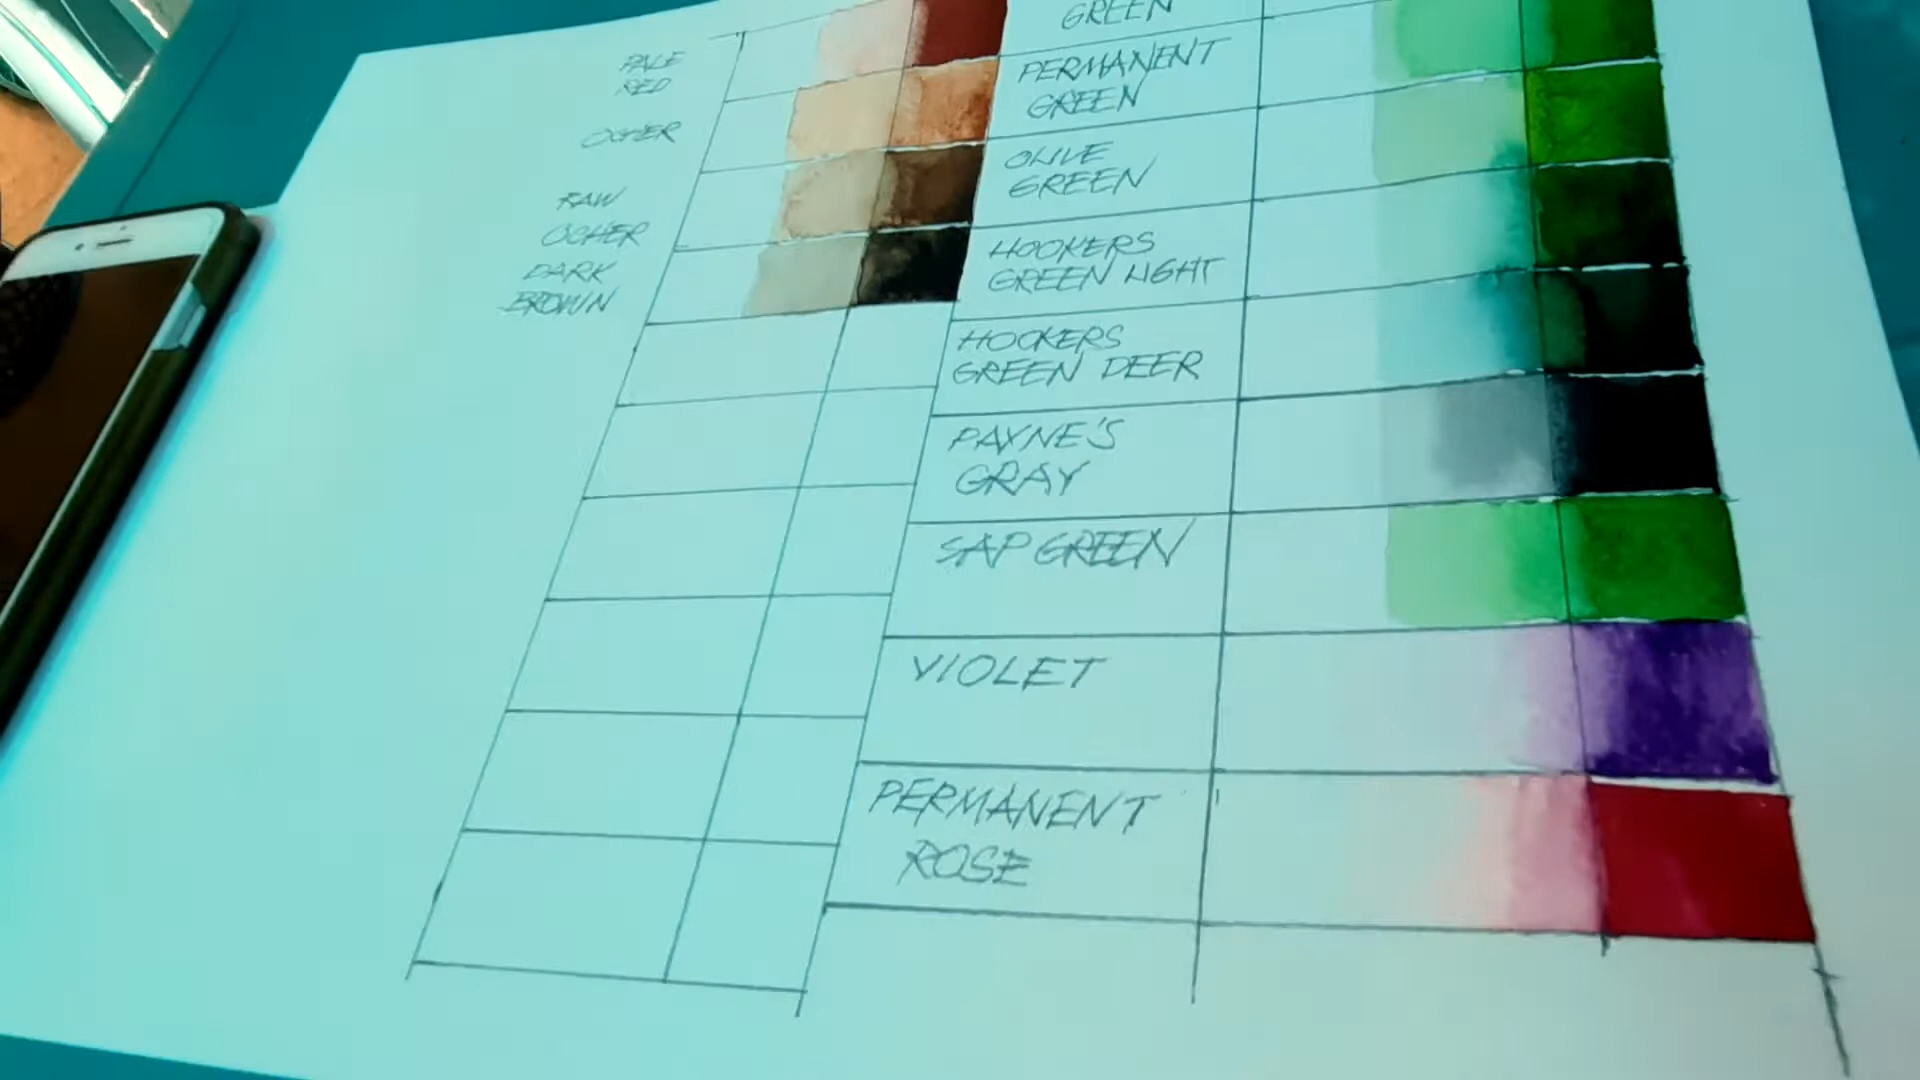 PALE
RED
OCHER
RAW
OCHER
DARK
BROWN
GREEN
PERMANENT
GREEN
OLIVE
GREEN
HOOKERS
GREEN LIGHT
HOOKERS
GREEN DEER
PAYNE'S
GRAY
SAP GREEN
VIOLET
PERMANENT
ROSE